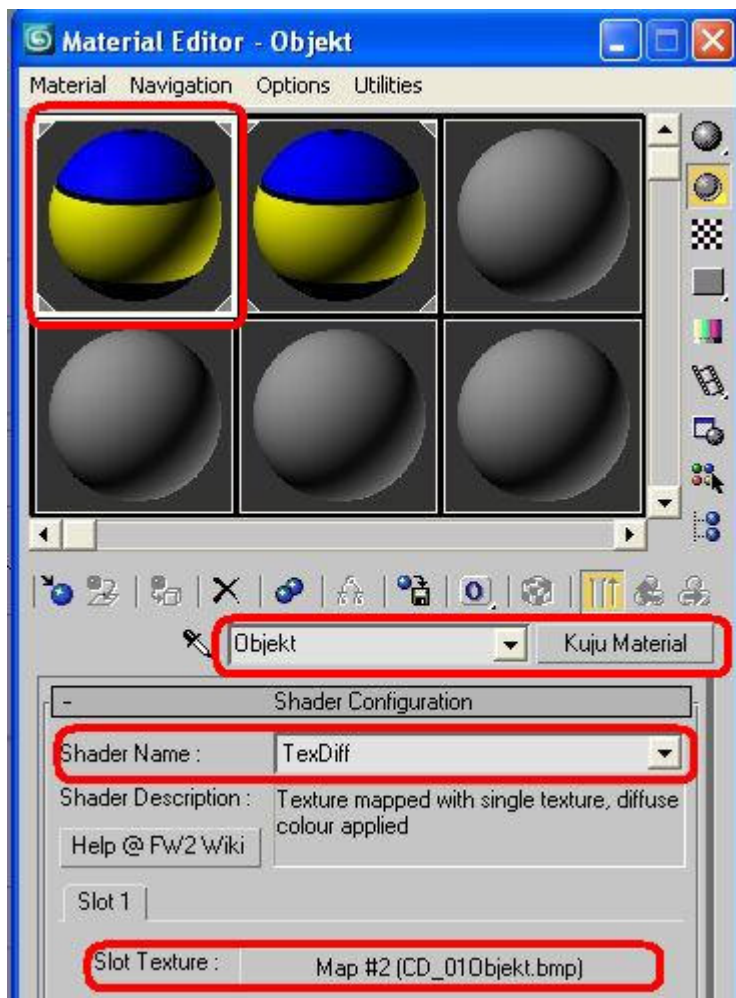 Material Editor - Objekt
Material Navigation Options Utilities
Objekt Kuju Material
- Shader Configuration
Shader Name : TexDiff
Shader Description : Texture mapped with single texture, diffuse
colour applied
Help @ FW2 Wiki
Slot 1
Slot Texture : Map #2 (CD_01Objekt.bmp)